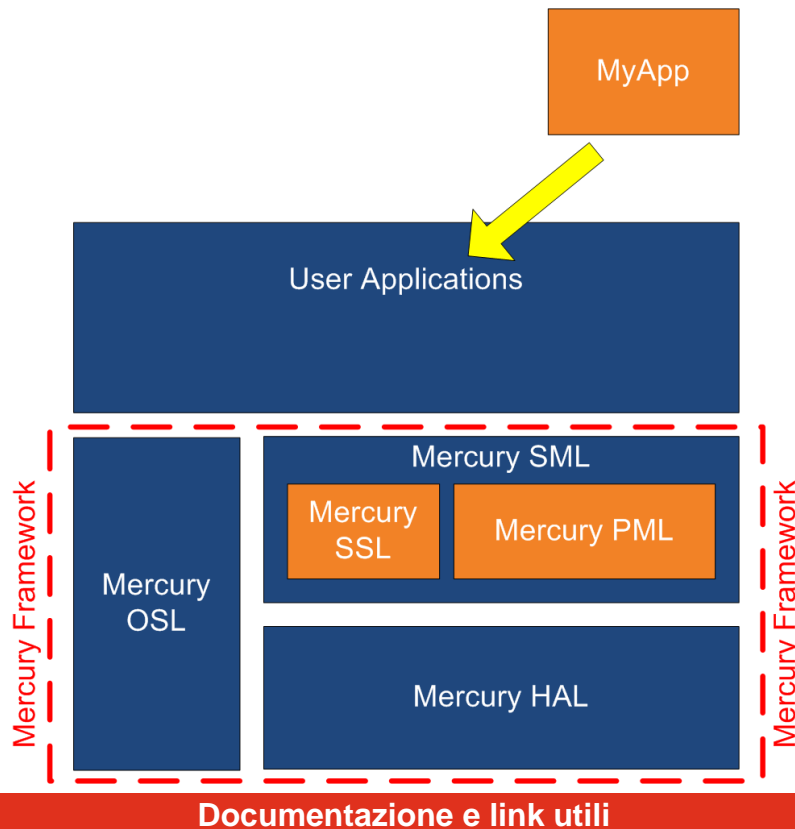 MyApp
User Applications
Mercury SML
Mercury
SSL
Mercury PML
Mercury
OSL
Mercury HAL
Mercury Framework
Mercury Framework
Documentazione e link utili